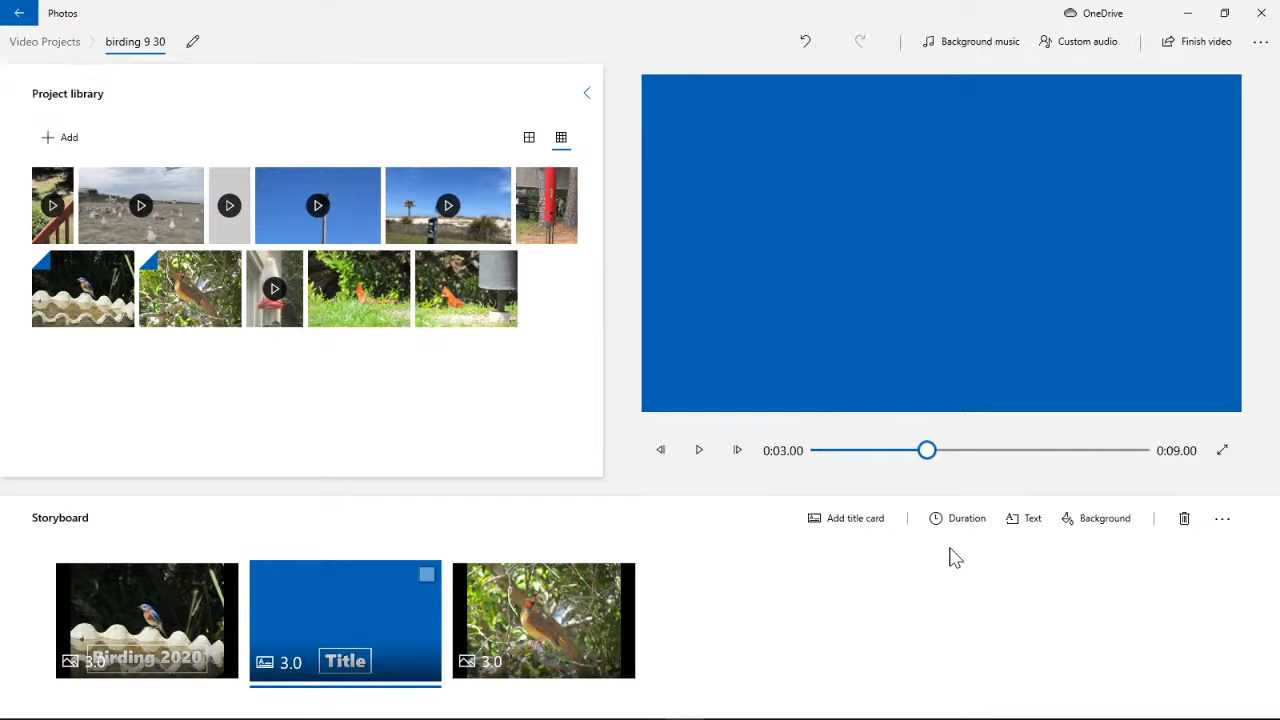 Photos
OneDrive
Video Projects
birding 9 30
Background music
Custom audio
Finish video
Project library
Add
0:03.00
0:09.00
Storyboard
Add title card
Duration
Text
Background
3.0
Birding 2020
3.0
Title
3.0